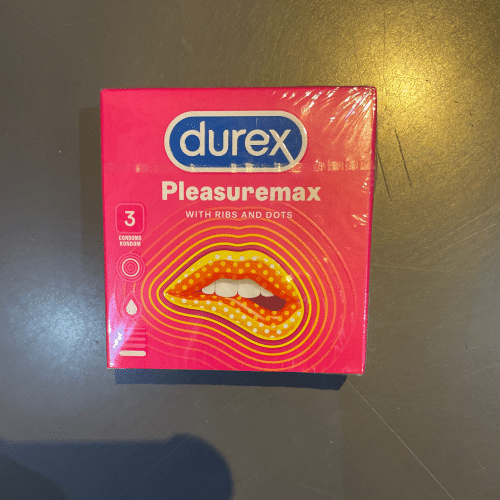 durex
Pleasuremax
WITH RIBS AND DOTS
3
CONDOMS
KONDOM